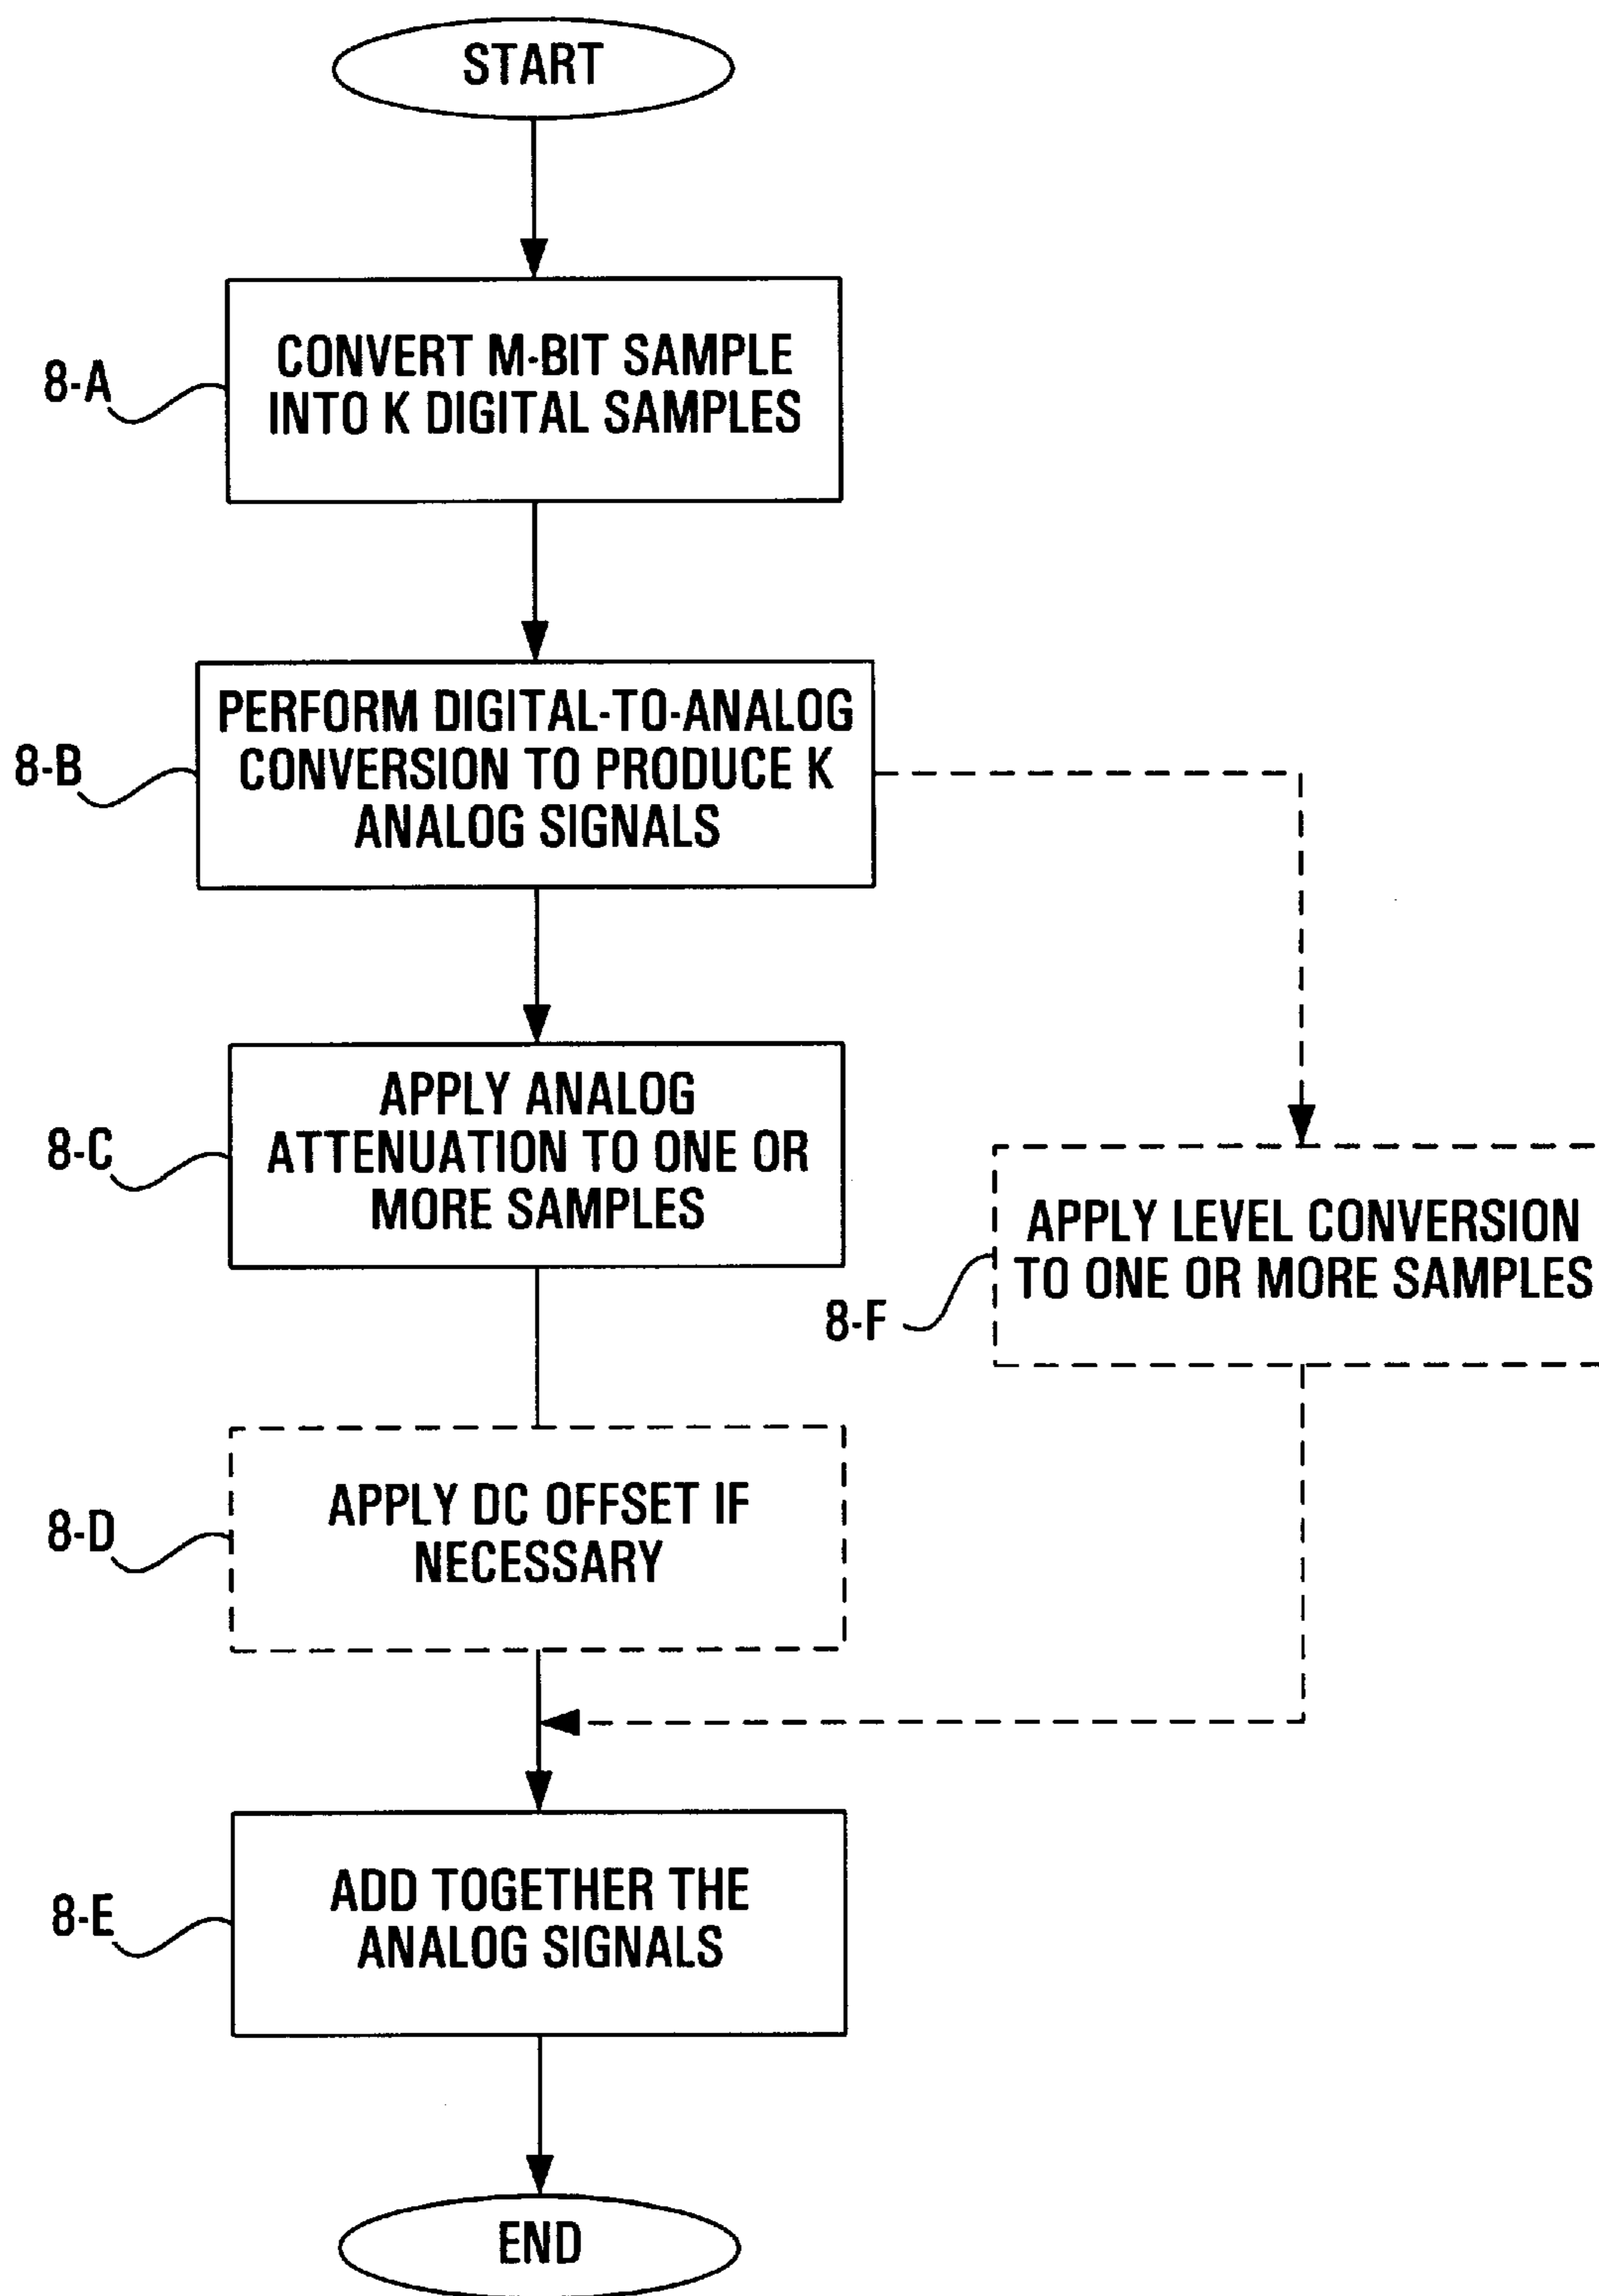 START
8-A
CONVERT M-BIT SAMPLE
INTO K DIGITAL SAMPLES
8-B
PERFORM DIGITAL-TO-ANALOG
CONVERSION TO PRODUCE K
ANALOG SIGNALS
8-C
APPLY ANALOG
ATTENUATION TO ONE OR
MORE SAMPLES
8-F
APPLY LEVEL CONVERSION
TO ONE OR MORE SAMPLES
8-D
APPLY DC OFFSET IF
NECESSARY
8-E
ADD TOGETHER THE
ANALOG SIGNALS
END